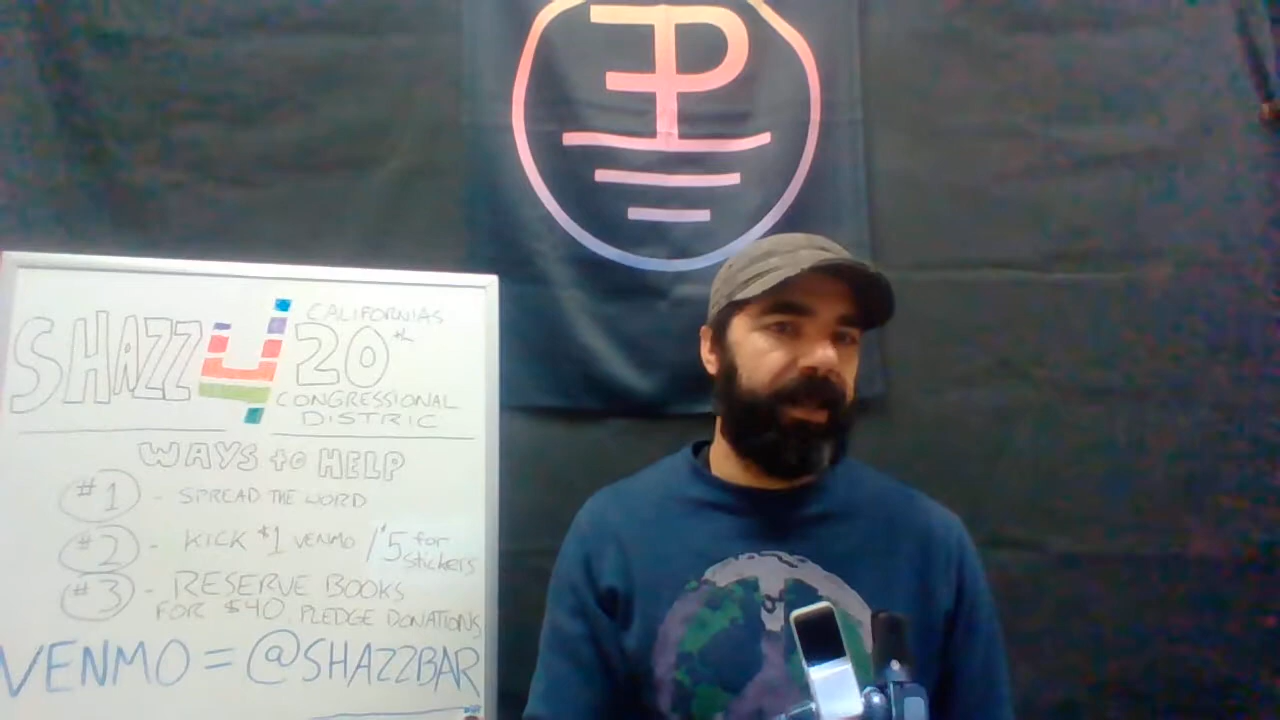 SHAZZ4
CALIFORNIAS
20th
CONGRESSIONAL
DISTRIC
WAYS to HELP
#1 - SPREAD THE WORD
#2 - KICK $1 VENMO / $5 for stickers
#3 - RESERVE BOOKS
FOR $40. PLEDGE DONATIONS
VENMO = @SHAZZBAR